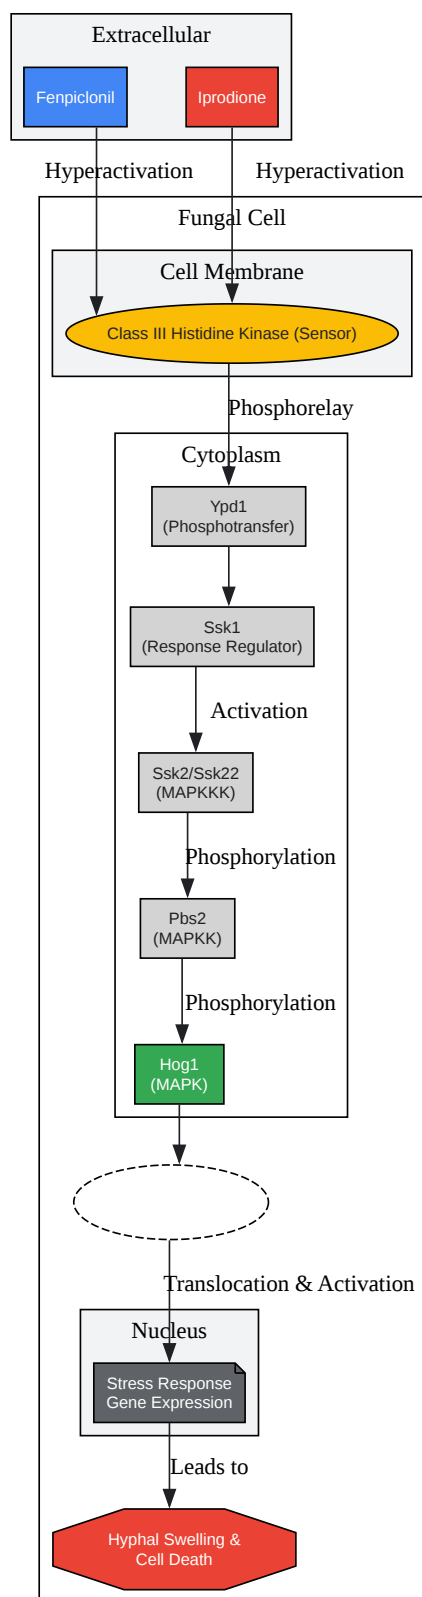 Extracellular
Fenpiclonil
Iprodione
Hyperactivation
Hyperactivation
Fungal Cell
Cell Membrane
Class III Histidine Kinase (Sensor)
Phosphorelay
Cytoplasm
Ypd1
(Phosphotransfer)
Ssk1
(Response Regulator)
Activation
Ssk2/Ssk22
(MAPKKK)
Phosphorylation
Pbs2
(MAPKK)
Phosphorylation
Hog1
(MAPK)
Translocation & Activation
Nucleus
Stress Response
Gene Expression
Leads to
Hyphal Swelling &
Cell Death